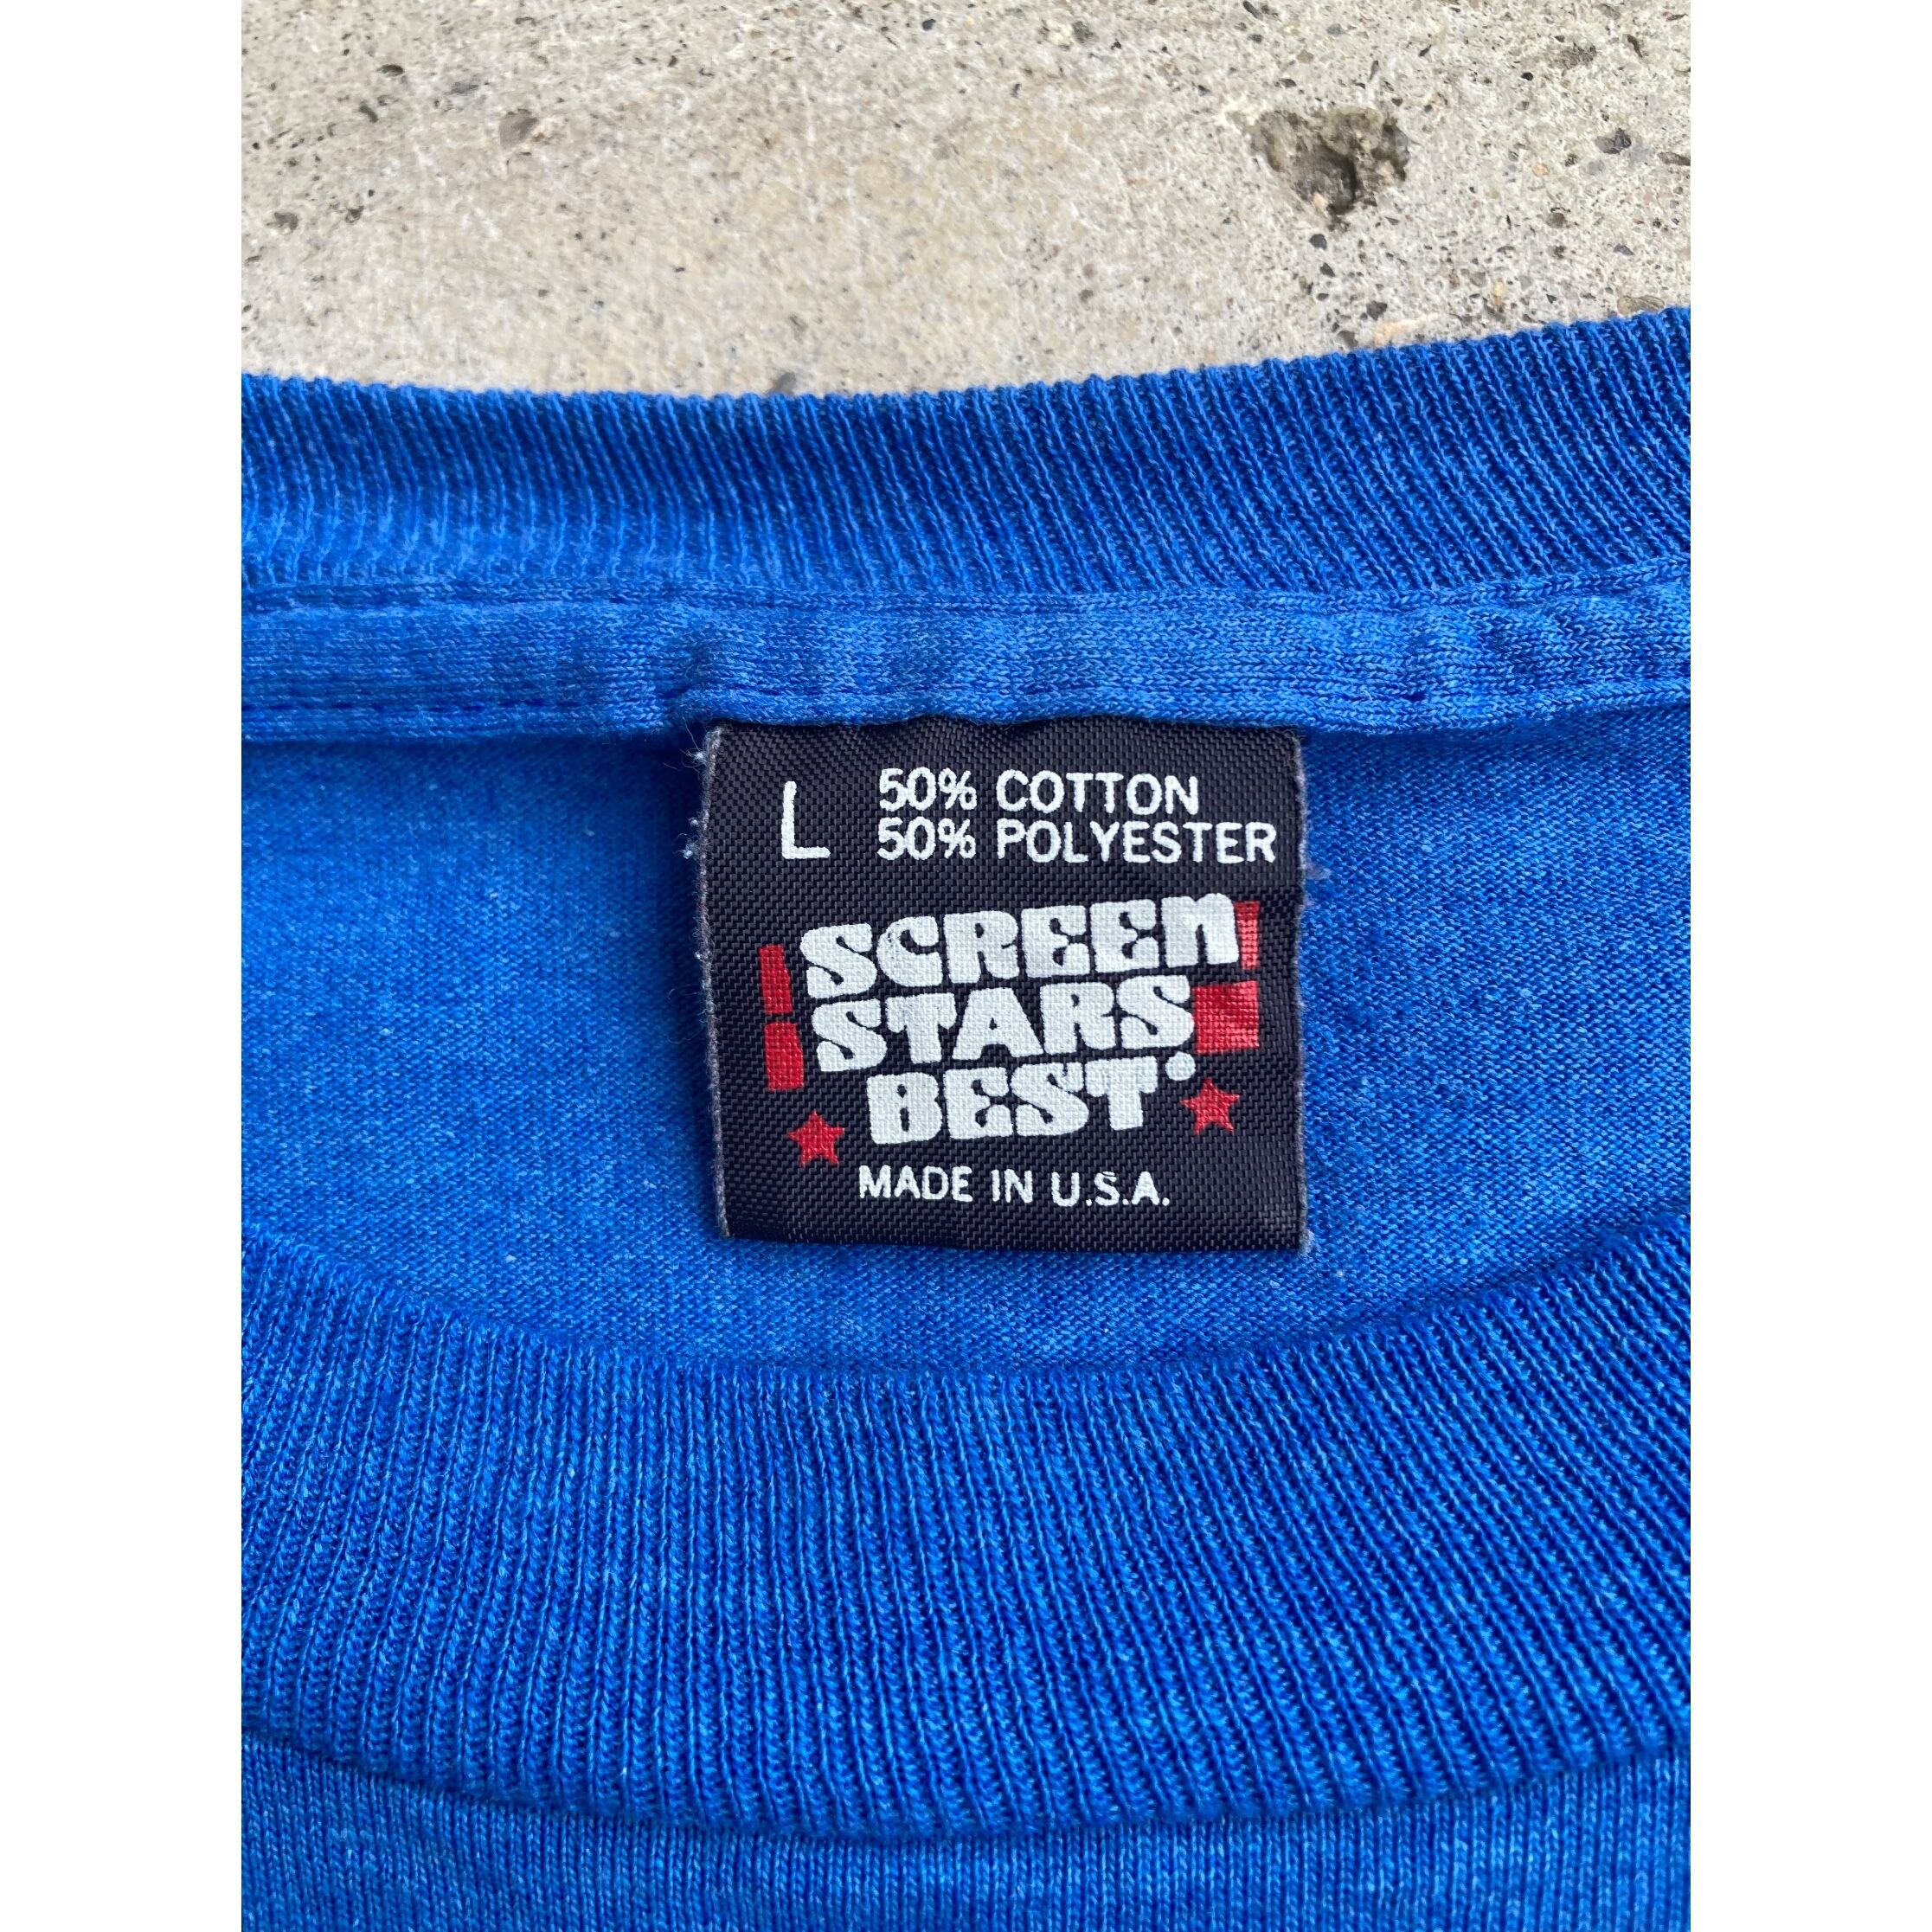 L 50% COTTON
50% POLYESTER
SCREEN
STARS
BEST
MADE IN U.S.A.